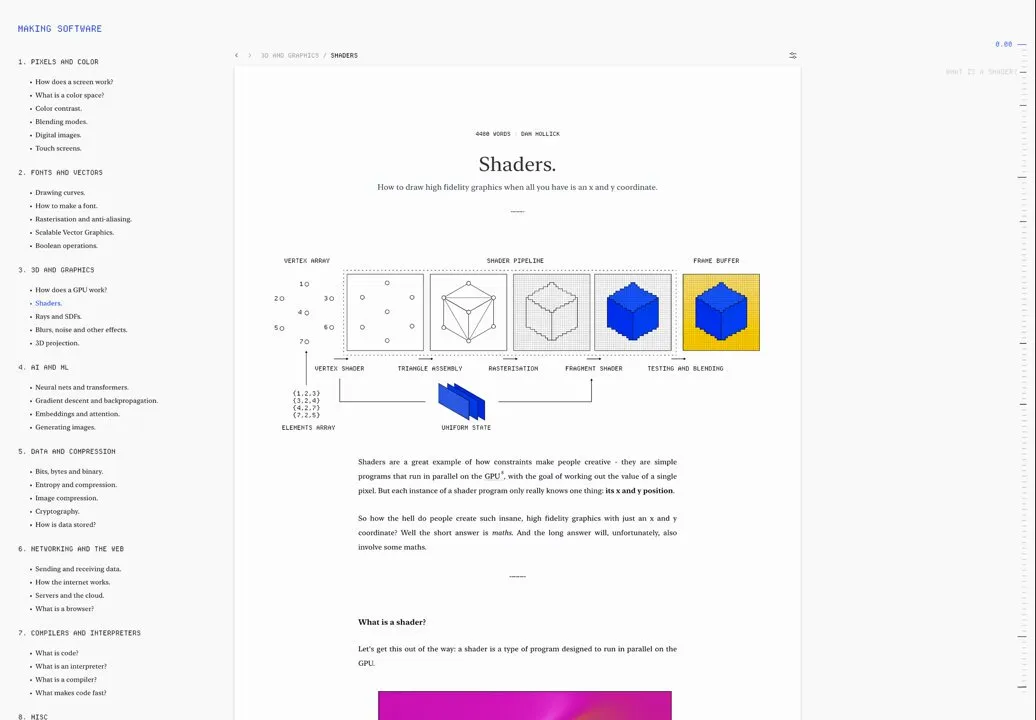 MAKING SOFTWARE
1. PIXELS AND COLOR
• How does a screen work?
• What is a color space?
• Color contrast.
• Blending modes.
• Digital images.
• Touch screens.
2. FONTS AND VECTORS
• Drawing curves.
• How to make a font.
• Rasterisation and anti-aliasing.
• Scalable Vector Graphics.
• Boolean operations.
3. 3D AND GRAPHICS
• How does a GPU work?
• Shaders.
• Rays and SDFs.
• Blurs, noise and other effects.
• 3D projection.
4. AI AND ML
• Neural nets and transformers.
• Gradient descent and backpropagation.
• Embeddings and attention.
• Generating images.
5. DATA AND COMPRESSION
• Bits, bytes and binary.
• Entropy and compression.
• Image compression.
• Cryptography.
• How is data stored?
6. NETWORKING AND THE WEB
• Sending and receiving data.
• How the internet works.
• Servers and the cloud.
• What is a browser?
7. COMPILERS AND INTERPRETERS
• What is code?
• What is an interpreter?
• What is a compiler?
• What makes code fast?
8. MISC
‹ › 3D AND GRAPHICS / SHADERS
4400 WORDS · DAN HOLLICK
Shaders.
How to draw high fidelity graphics when all you have is an x and y coordinate.
VERTEX ARRAY
SHADER PIPELINE
FRAME BUFFER
1
2 3
4
5 6
7
VERTEX SHADER
TRIANGLE ASSEMBLY
RASTERISATION
FRAGMENT SHADER
TESTING AND BLENDING
{1,2,3}
{3,2,4}
{4,2,7}
{7,2,5}
ELEMENTS ARRAY
UNIFORM STATE
Shaders are a great example of how constraints make people creative - they are simple
programs that run in parallel on the GPU, with the goal of working out the value of a single
pixel. But each instance of a shader program only really knows one thing: its x and y position.
So how the hell do people create such insane, high fidelity graphics with just an x and y
coordinate? Well the short answer is maths. And the long answer will, unfortunately, also
involve some maths.
What is a shader?
Let's get this out of the way: a shader is a type of program designed to run in parallel on the
GPU.
0.00
WHAT IS A SHADER?